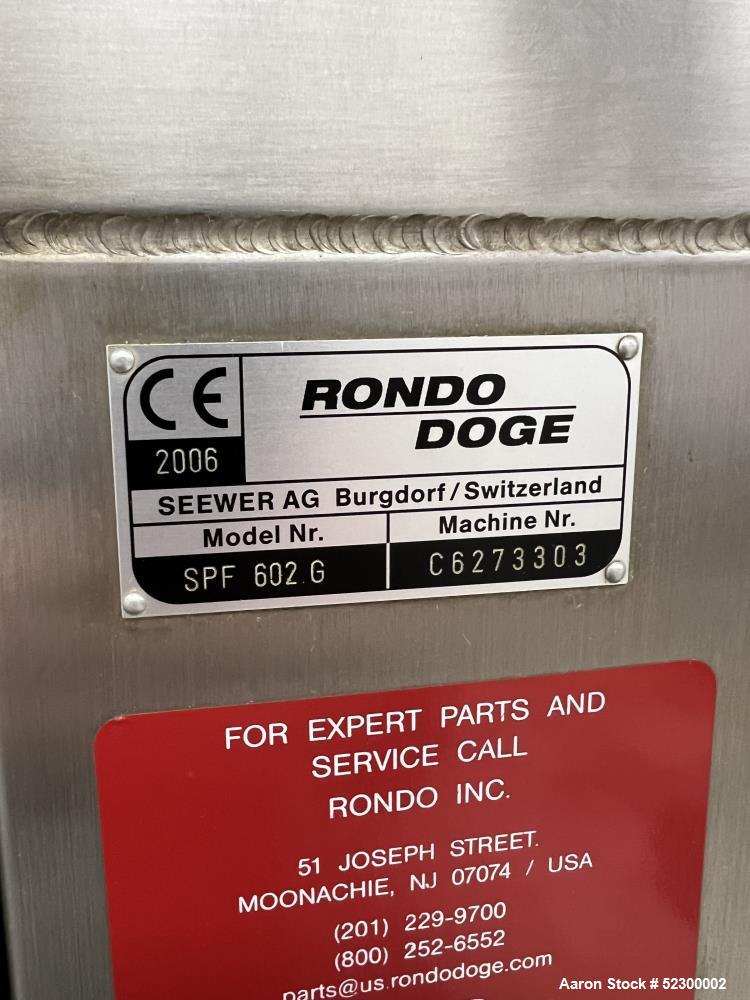 CE
2006
RONDO
DOGE
SEEWER AG Burgdorf/Switzerland
Model Nr.
Machine Nr.
SPF 602.G
C6273303
FOR EXPERT PARTS AND
SERVICE CALL
RONDO INC.
51 JOSEPH STREET.
MOONACHIE, NJ 07074 / USA
(201) 229-9700
(800) 252-6552
parts@us.rondodoge.com
Aaron Stock # 52300002